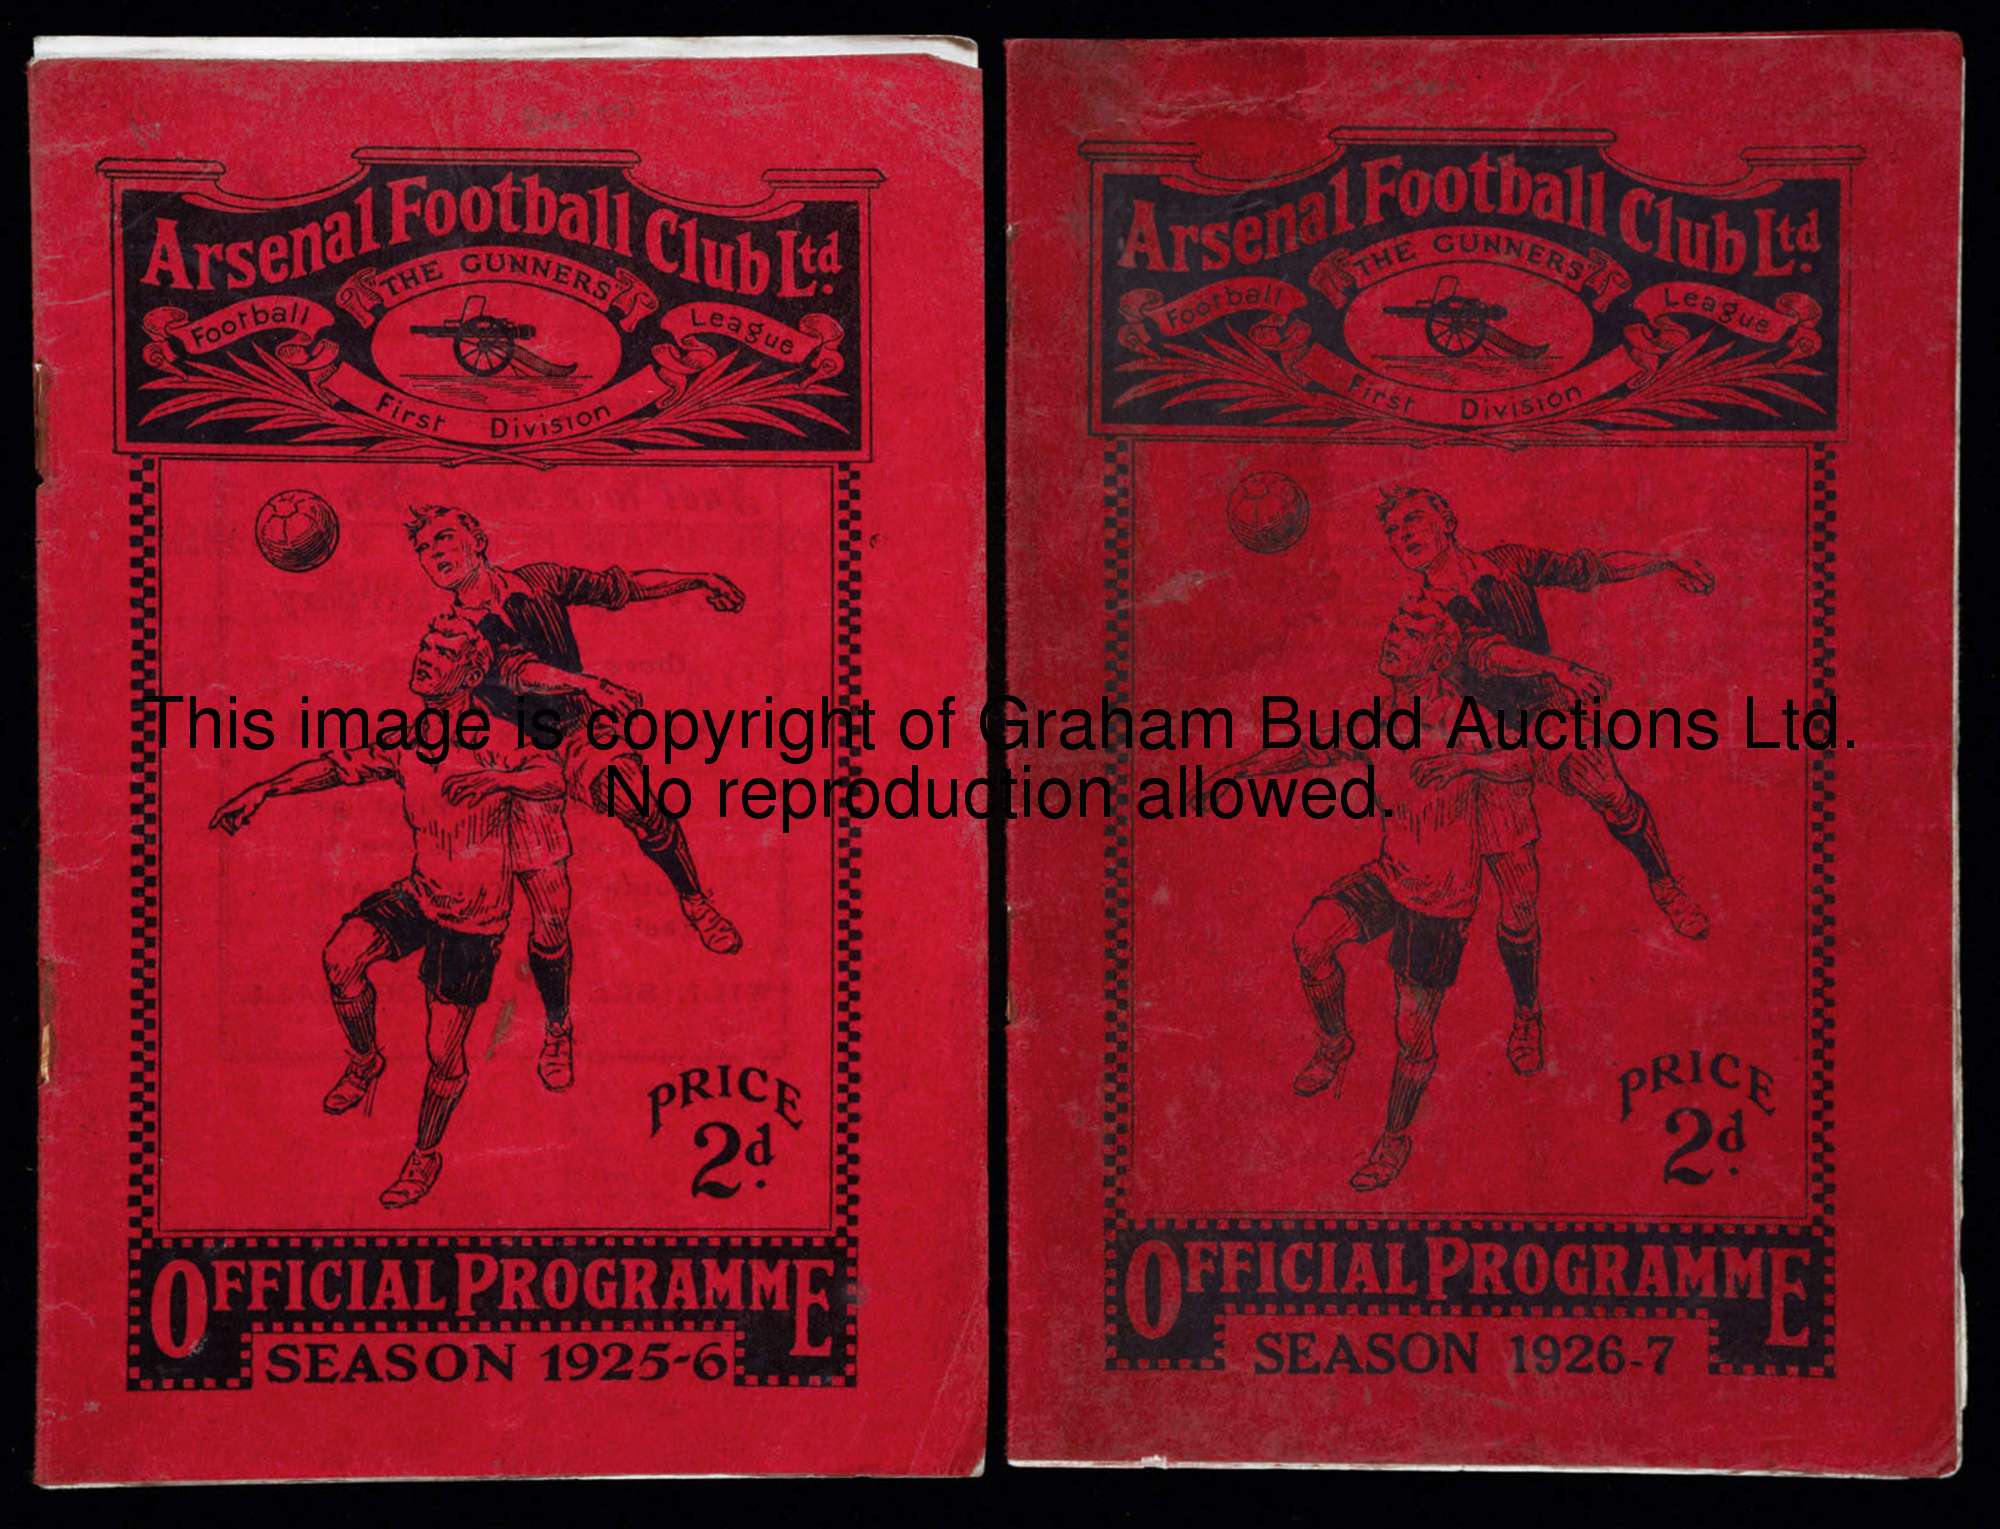 Arsenal Football Club Ltd.
THE GUNNERS
Football League
First Division
PRICE
2d.
OFFICIAL PROGRAMME
SEASON 1925-6
Arsenal Football Club Ltd.
THE GUNNERS
Football League
First Division
PRICE
2d.
OFFICIAL PROGRAMME
SEASON 1926-7
This image is copyright of Graham Budd Auctions Ltd.
No reproduction allowed.